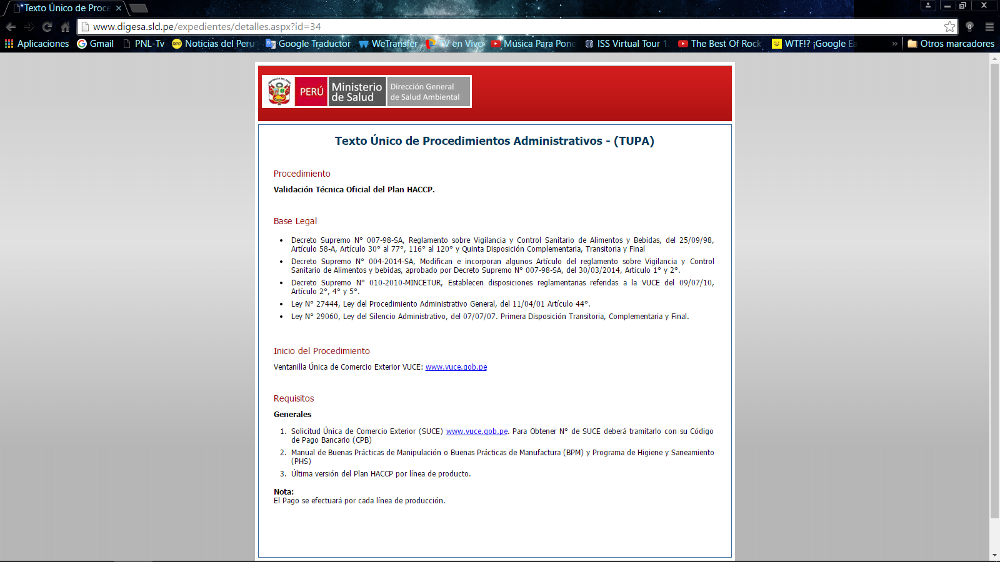 Texto Único de Proce
www.digesa.sld.pe/expedientes/detalles.aspx?id=34
Aplicaciones Gmail PNL-Tv Noticias del Peru Google Traductor WeTransfer TV en Vivo Música Para Pone ISS Virtual Tour 1. The Best Of Rock WTF!? ¡Google Ea » Otros marcadores
REPÚBLICA DEL PERÚ
PERÚ
Ministerio
de Salud
Dirección General
de Salud Ambiental
Texto Único de Procedimientos Administrativos - (TUPA)
Procedimiento
Validación Técnica Oficial del Plan HACCP.
Base Legal
• Decreto Supremo N° 007-98-SA, Reglamento sobre Vigilancia y Control Sanitario de Alimentos y Bebidas, del 25/09/98,
Artículo 58-A, Artículo 30° al 77°, 116° al 120° y Quinta Disposición Complementaria, Transitoria y Final
• Decreto Supremo N° 004-2014-SA, Modifican e incorporan algunos Artículo del reglamento sobre Vigilancia y Control
Sanitario de Alimentos y bebidas, aprobado por Decreto Supremo N° 007-98-SA, del 30/03/2014, Artículo 1° y 2°.
• Decreto Supremo N° 010-2010-MINCETUR, Establecen disposiciones reglamentarias referidas a la VUCE del 09/07/10,
Artículo 2°, 4° y 5°.
• Ley N° 27444, Ley del Procedimiento Administrativo General, del 11/04/01 Artículo 44°.
• Ley N° 29060, Ley del Silencio Administrativo, del 07/07/07. Primera Disposición Transitoria, Complementaria y Final.
Inicio del Procedimiento
Ventanilla Única de Comercio Exterior VUCE: www.vuce.gob.pe
Requisitos
Generales
1. Solicitud Única de Comercio Exterior (SUCE) www.vuce.gob.pe. Para Obtener N° de SUCE deberá tramitarlo con su Código
de Pago Bancario (CPB)
2. Manual de Buenas Prácticas de Manipulación o Buenas Prácticas de Manufactura (BPM) y Programa de Higiene y Saneamiento
(PHS)
3. Última versión del Plan HACCP por línea de producto.
Nota:
El Pago se efectuará por cada línea de producción.